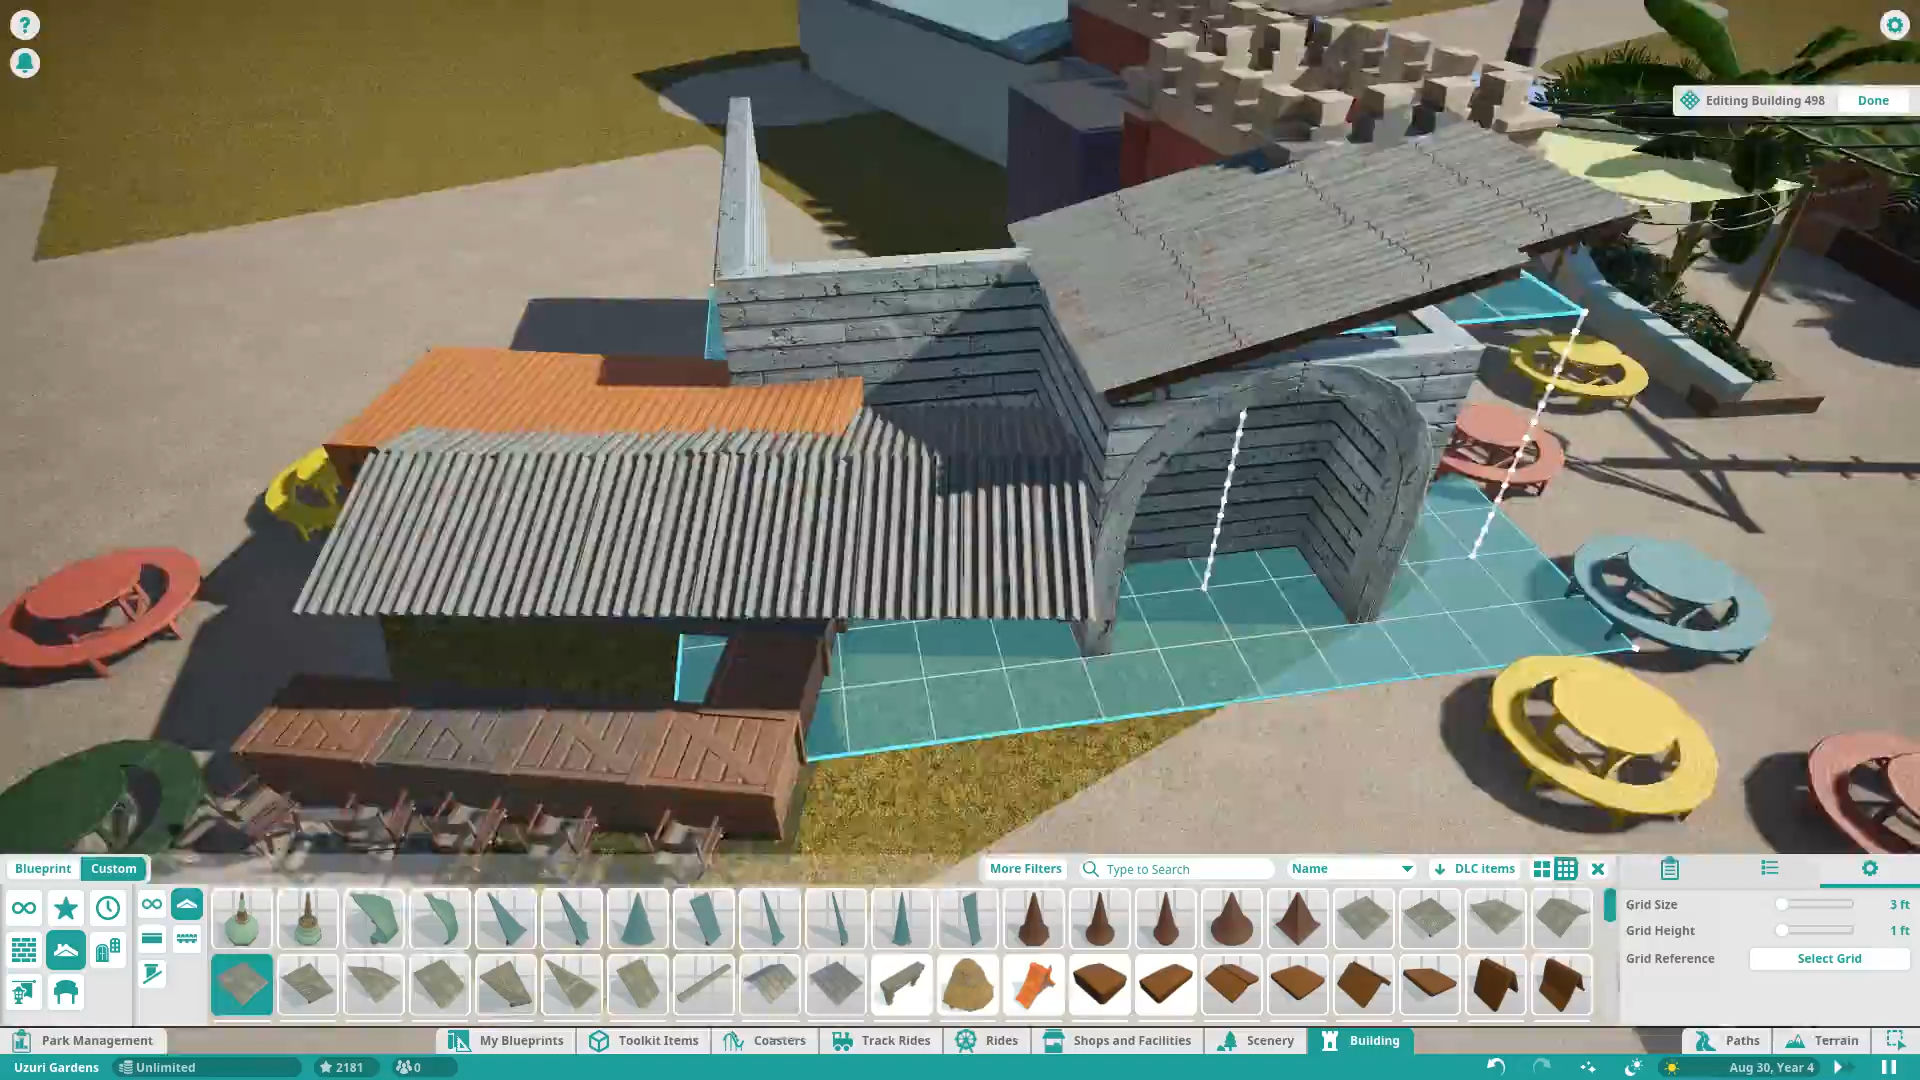 ?
Editing Building 498 Done
Blueprint Custom
More Filters Type to Search Name DLC items
Grid Size 3 ft
Grid Height 1 ft
Grid Reference Select Grid
Park Management My Blueprints Toolkit Items Coasters Track Rides Rides Shops and Facilities Scenery Building Paths Terrain
Uzuri Gardens Unlimited 2181 0 Aug 30, Year 4